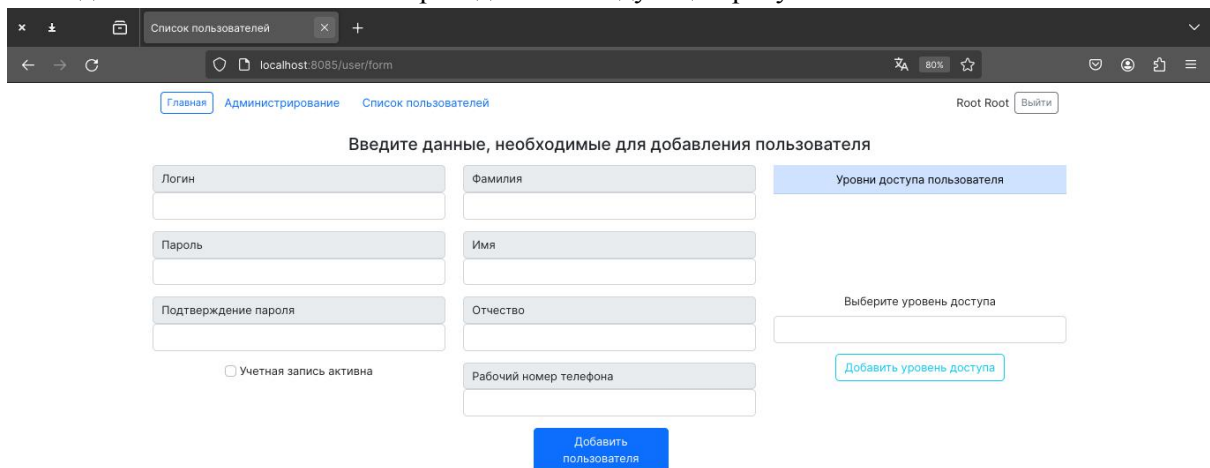 Список пользователей
localhost:8085/user/form
80%
Главная Администрирование Список пользователей Root Root Выйти
Введите данные, необходимые для добавления пользователя
Логин Фамилия Уровни доступа пользователя
Пароль Имя
Подтверждение пароля Отчество Выберите уровень доступа
Учетная запись активна Рабочий номер телефона Добавить уровень доступа
Добавить
пользователя